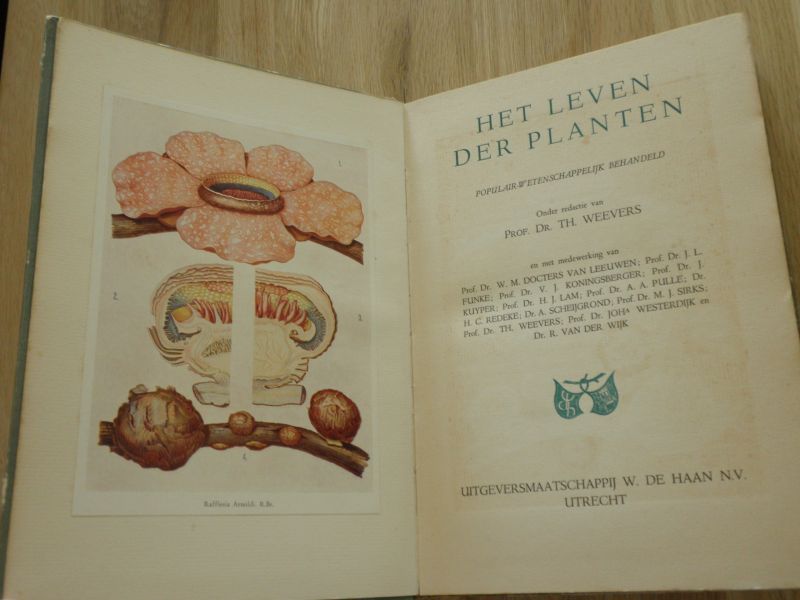 1.
2.
3.
4.
Rafflesia Arnoldi. R.Br.
HET LEVEN
DER PLANTEN
POPULAIR-WETENSCHAPPELIJK BEHANDELD
Onder redactie van
PROF. DR. TH. WEEVERS
en met medewerking van
Prof. Dr. W. M. DOCTERS VAN LEEUWEN; Prof. Dr. J. L.
FUNKE; Prof. Dr. V. J. KONINGSBERGER; Prof. Dr. J.
KUYPER; Prof. Dr. H. J. LAM; Prof. Dr. A. A. PULLE; Dr.
H. C. REDEKE; Dr. A. SCHEIJGROND; Prof. Dr. M. J. SIRKS;
Prof. Dr. TH. WEEVERS; Prof. Dr. JOHA WESTERDIJK en
Dr. R. VAN DER WIJK
UITGEVERSMAATSCHAPPIJ W. DE HAAN N.V.
UTRECHT